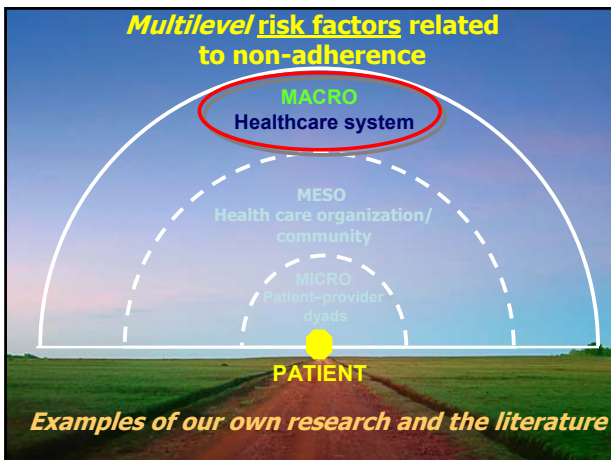 Multilevel risk factors related
to non-adherence
MACRO
Healthcare system
MESO
Health care organization/
community
MICRO
Patient–provider
dyads
PATIENT
Examples of our own research and the literature